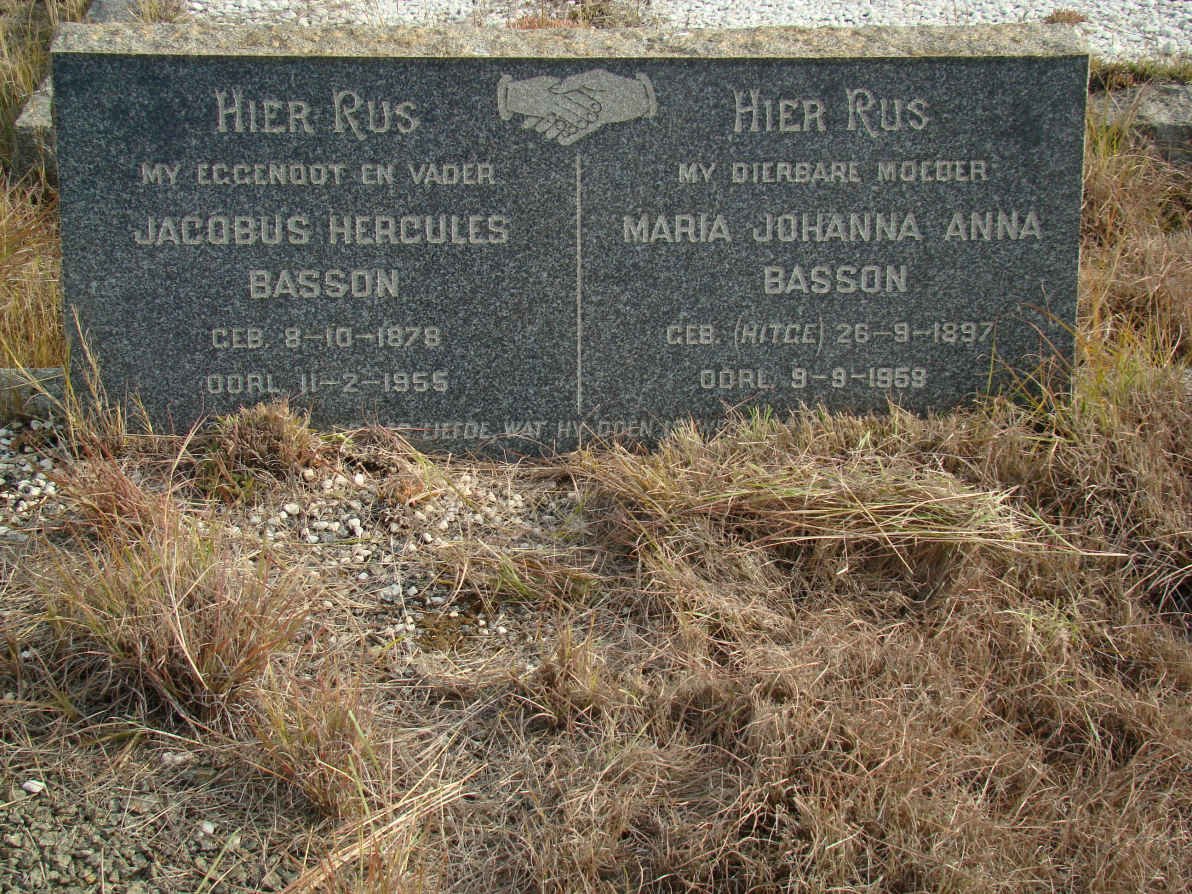 HIER RUS
MY EGGENOOT EN VADER
JACOBUS HERCULES
BASSON
GEB. 8-10-1878
OORL. 11-2-1955
HIER RUS
MY DIERBARE MOEDER
MARIA JOHANNA ANNA
BASSON
GEB. (HITGE) 26-9-1897
OORL. 9-9-1959
LIEFDE WAT HY DOEN